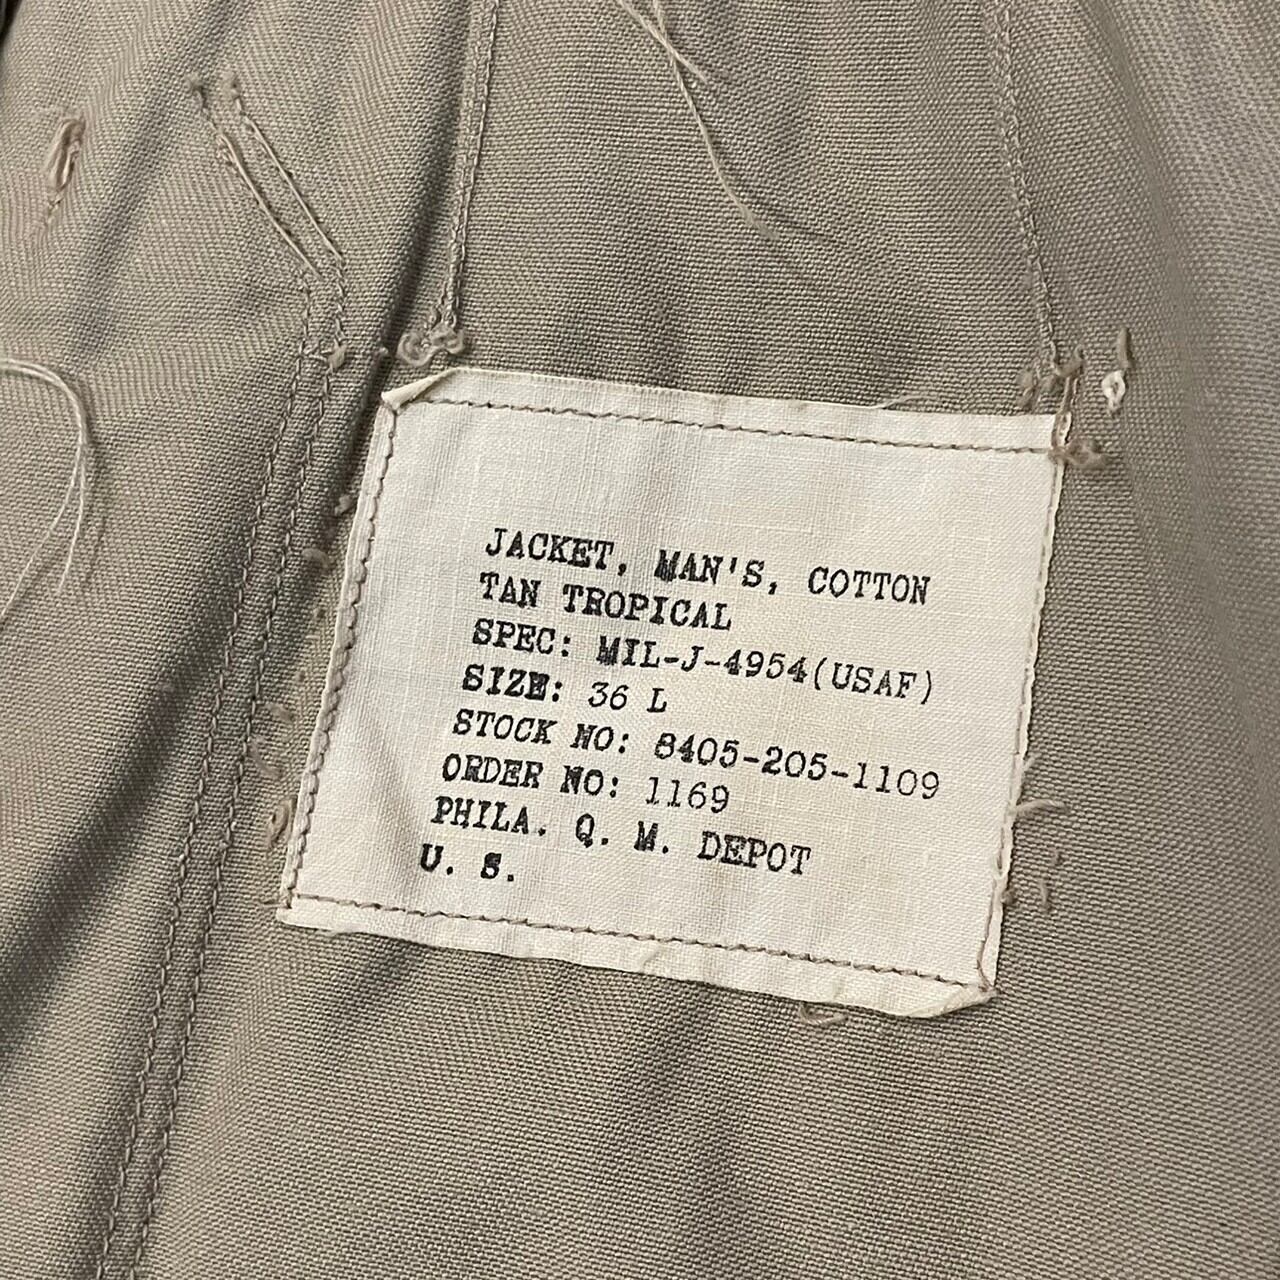 JACKET, MAN'S, COTTON
TAN TROPICAL
SPEC: MIL-J-4954(USAF)
SIZE: 36 L
STOCK NO: 8405-205-1109
ORDER NO: 1169
PHILA. Q. M. DEPOT
U. S.